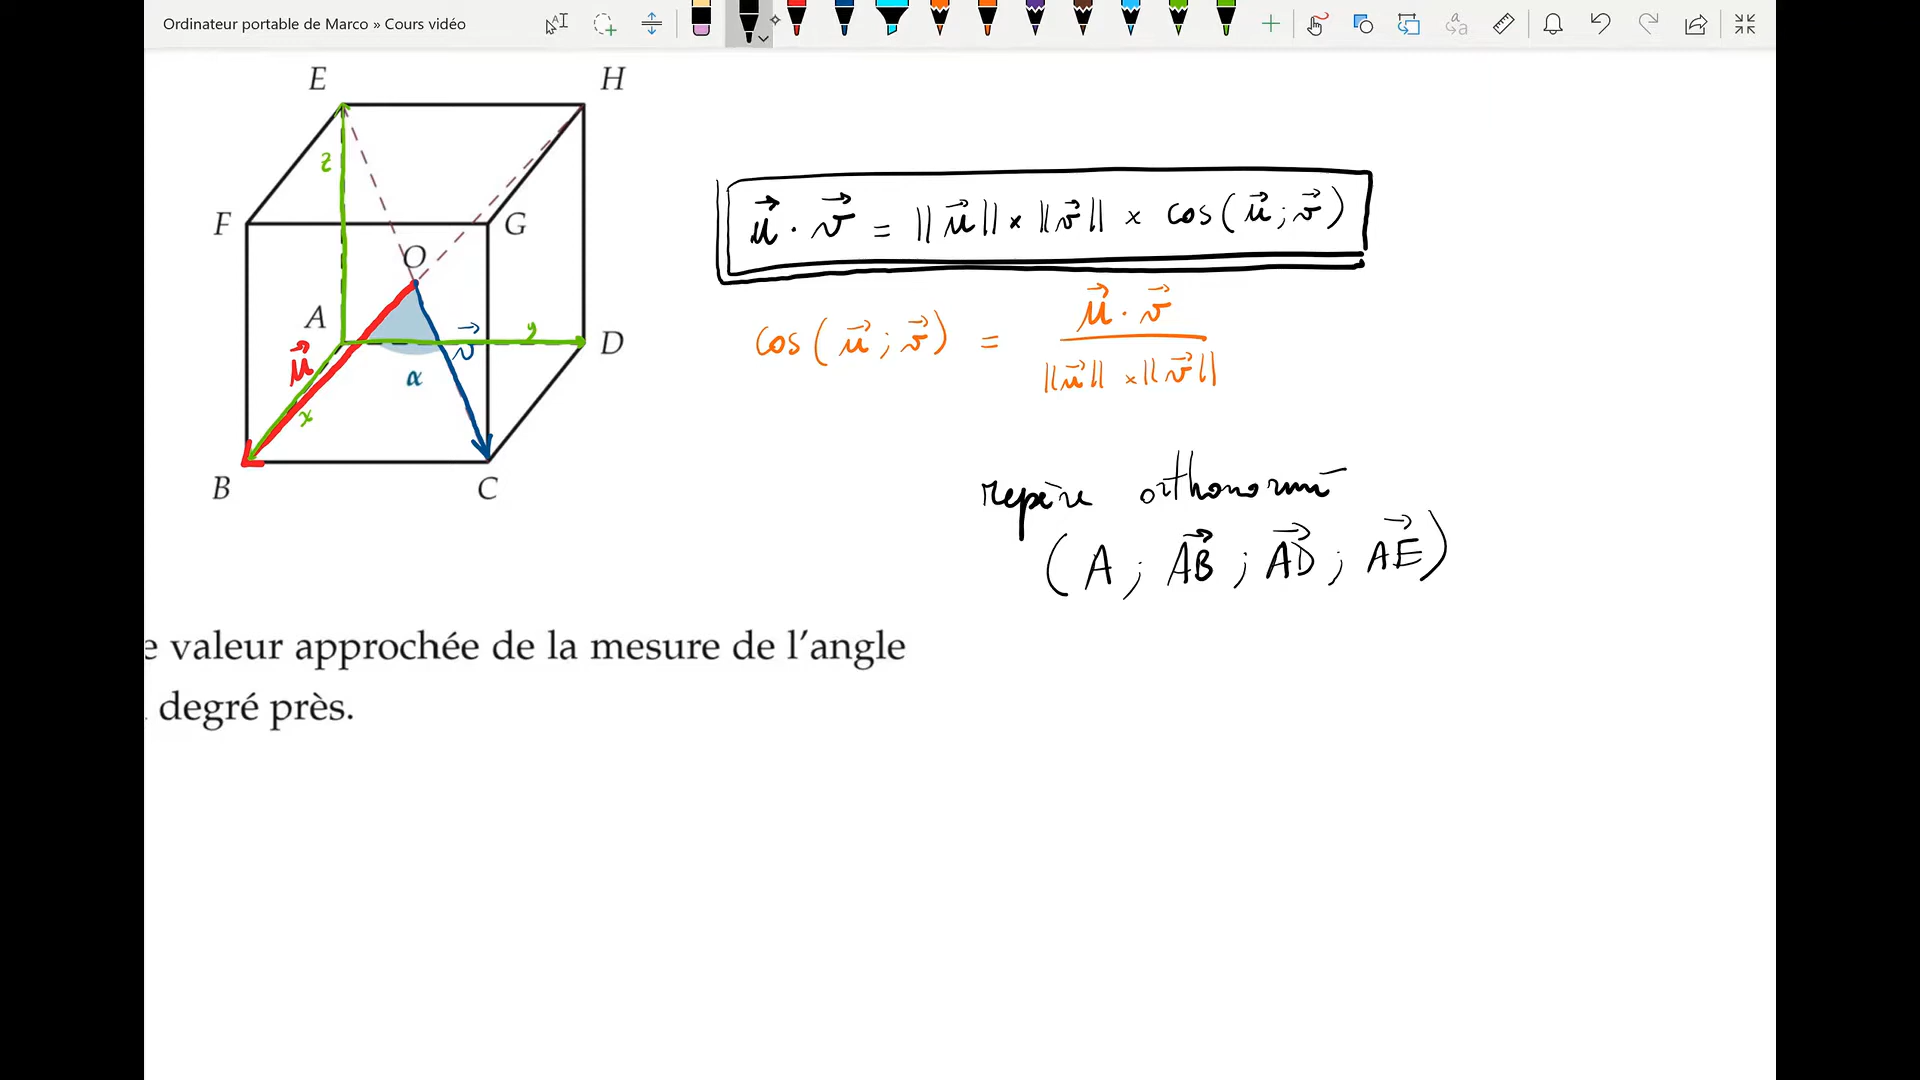 Ordinateur portable de Marco » Cours vidéo
E H
z
F G
u⃗ · v⃗ = ||u⃗|| × ||v⃗|| × cos(u⃗ ; v⃗)
O
A y D
v⃗
u⃗
α
x
B C
cos(u⃗ ; v⃗) = u⃗ · v⃗ / ||u⃗|| × ||v⃗||
repère orthonormé
(A ; AB⃗ ; AD⃗ ; AE⃗)
e valeur approchée de la mesure de l'angle
degré près.